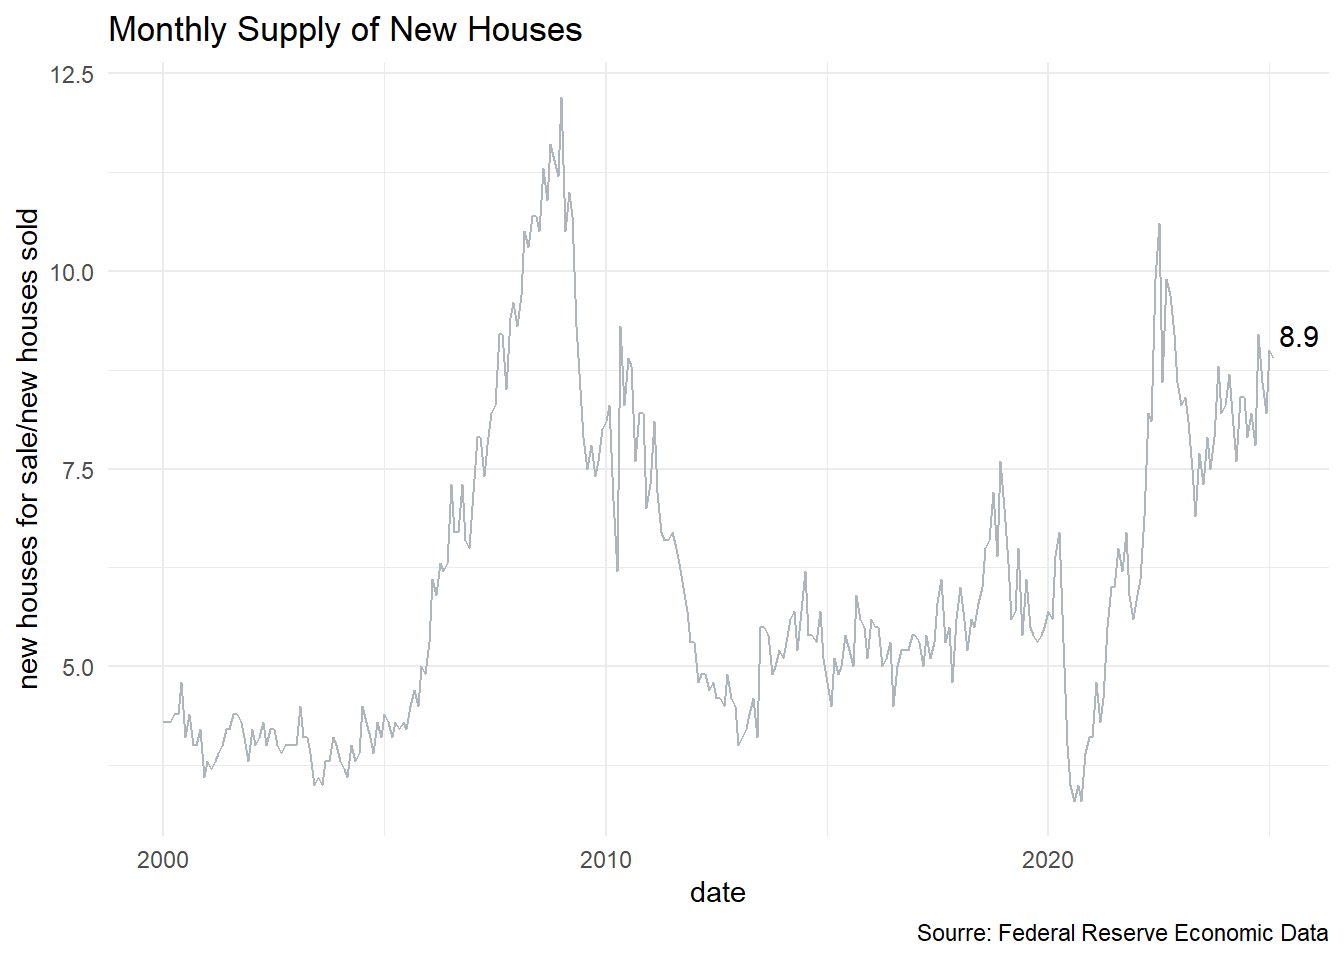 Monthly Supply of New Houses
new houses for sale/new houses sold
12.5
10.0
7.5
5.0
8.9
2000
2010
2020
date
Sourre: Federal Reserve Economic Data